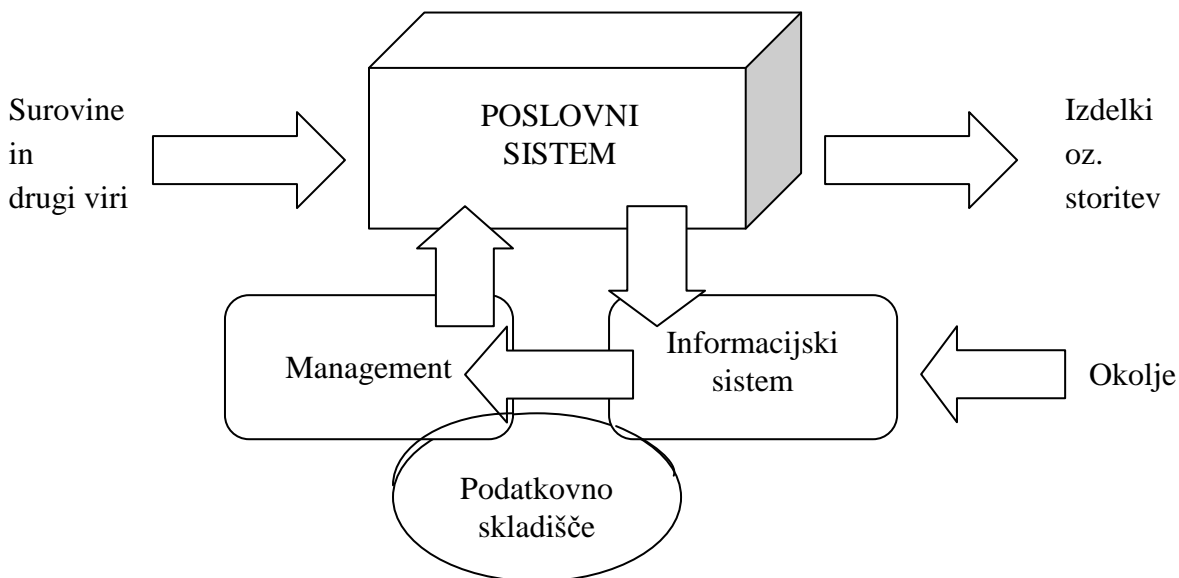 Surovine
in
drugi viri
POSLOVNI
SISTEM
Izdelki
oz.
storitev
Management
Informacijski
sistem
Okolje
Podatkovno
skladišče